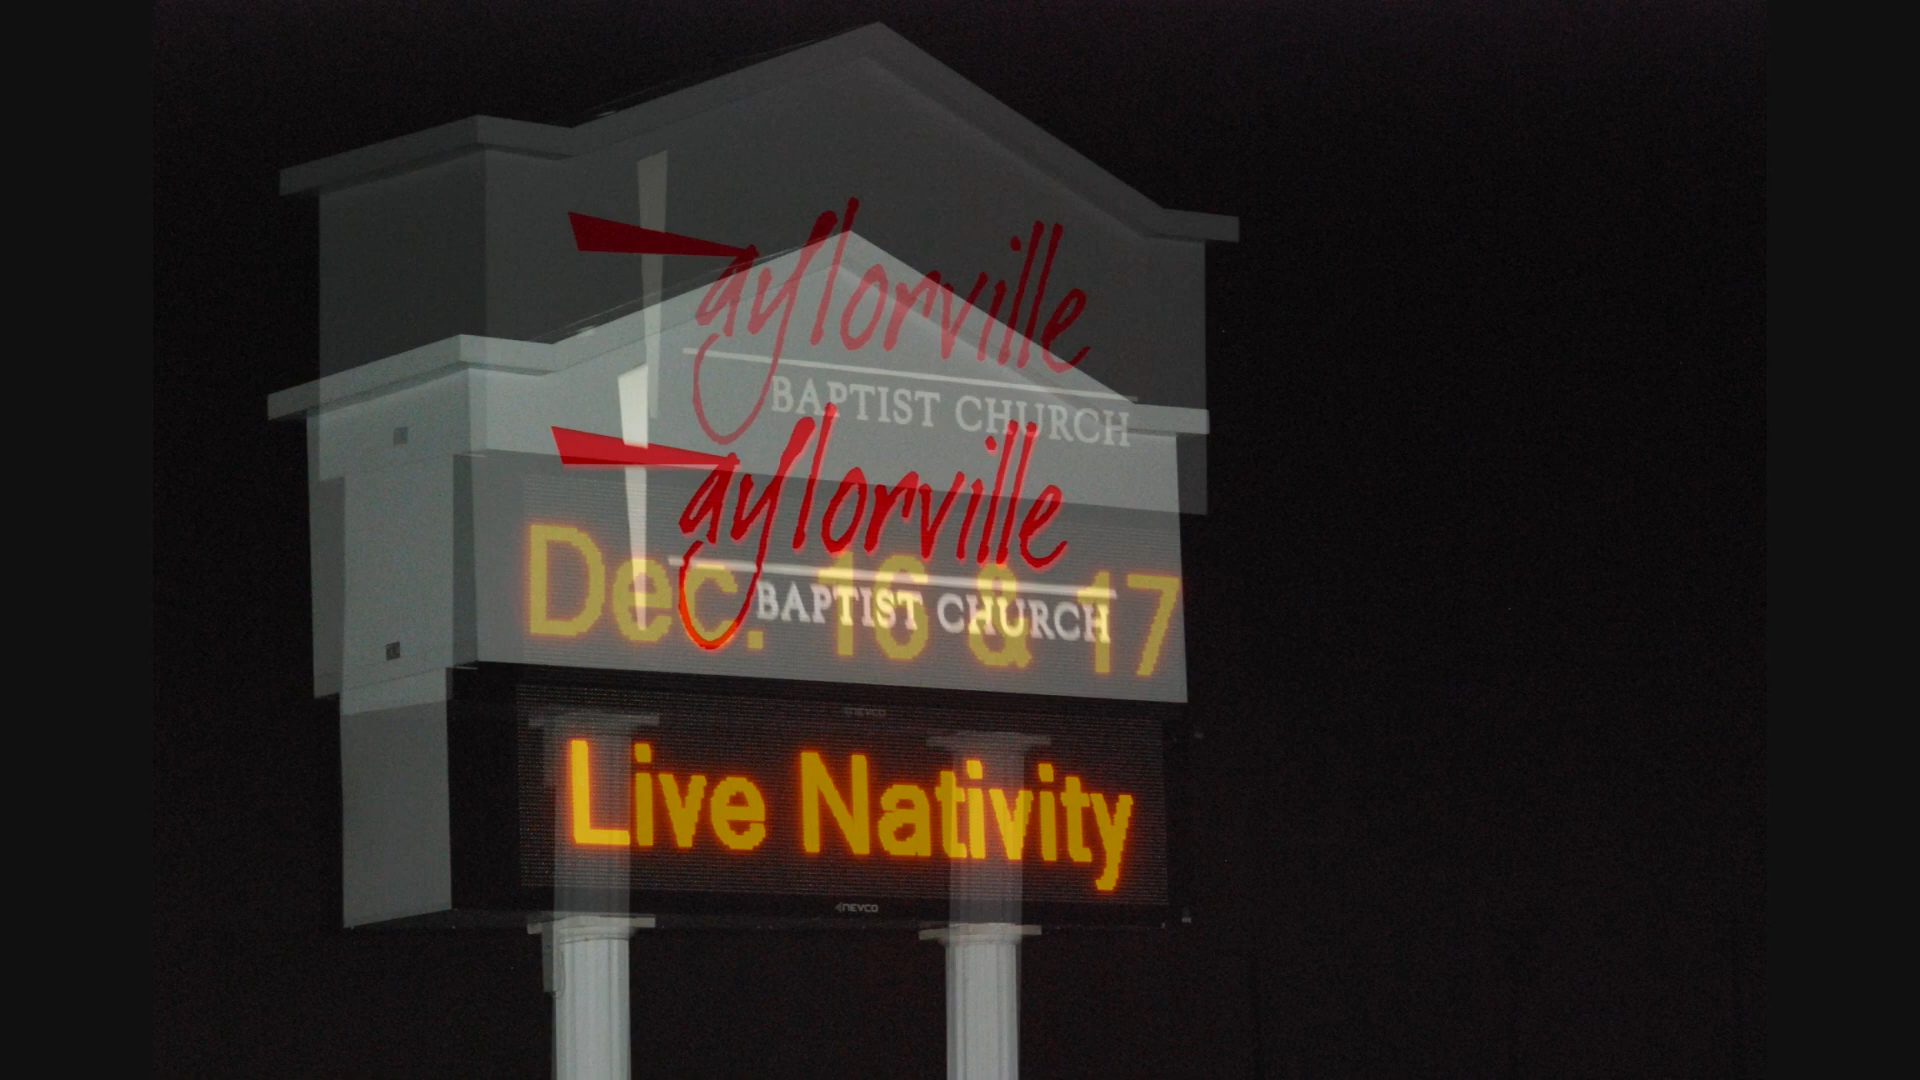 Taylorville
BAPTIST CHURCH
Taylorville
BAPTIST CHURCH
Dec. 16 & 17
NEVCO
Live Nativity
NEVCO